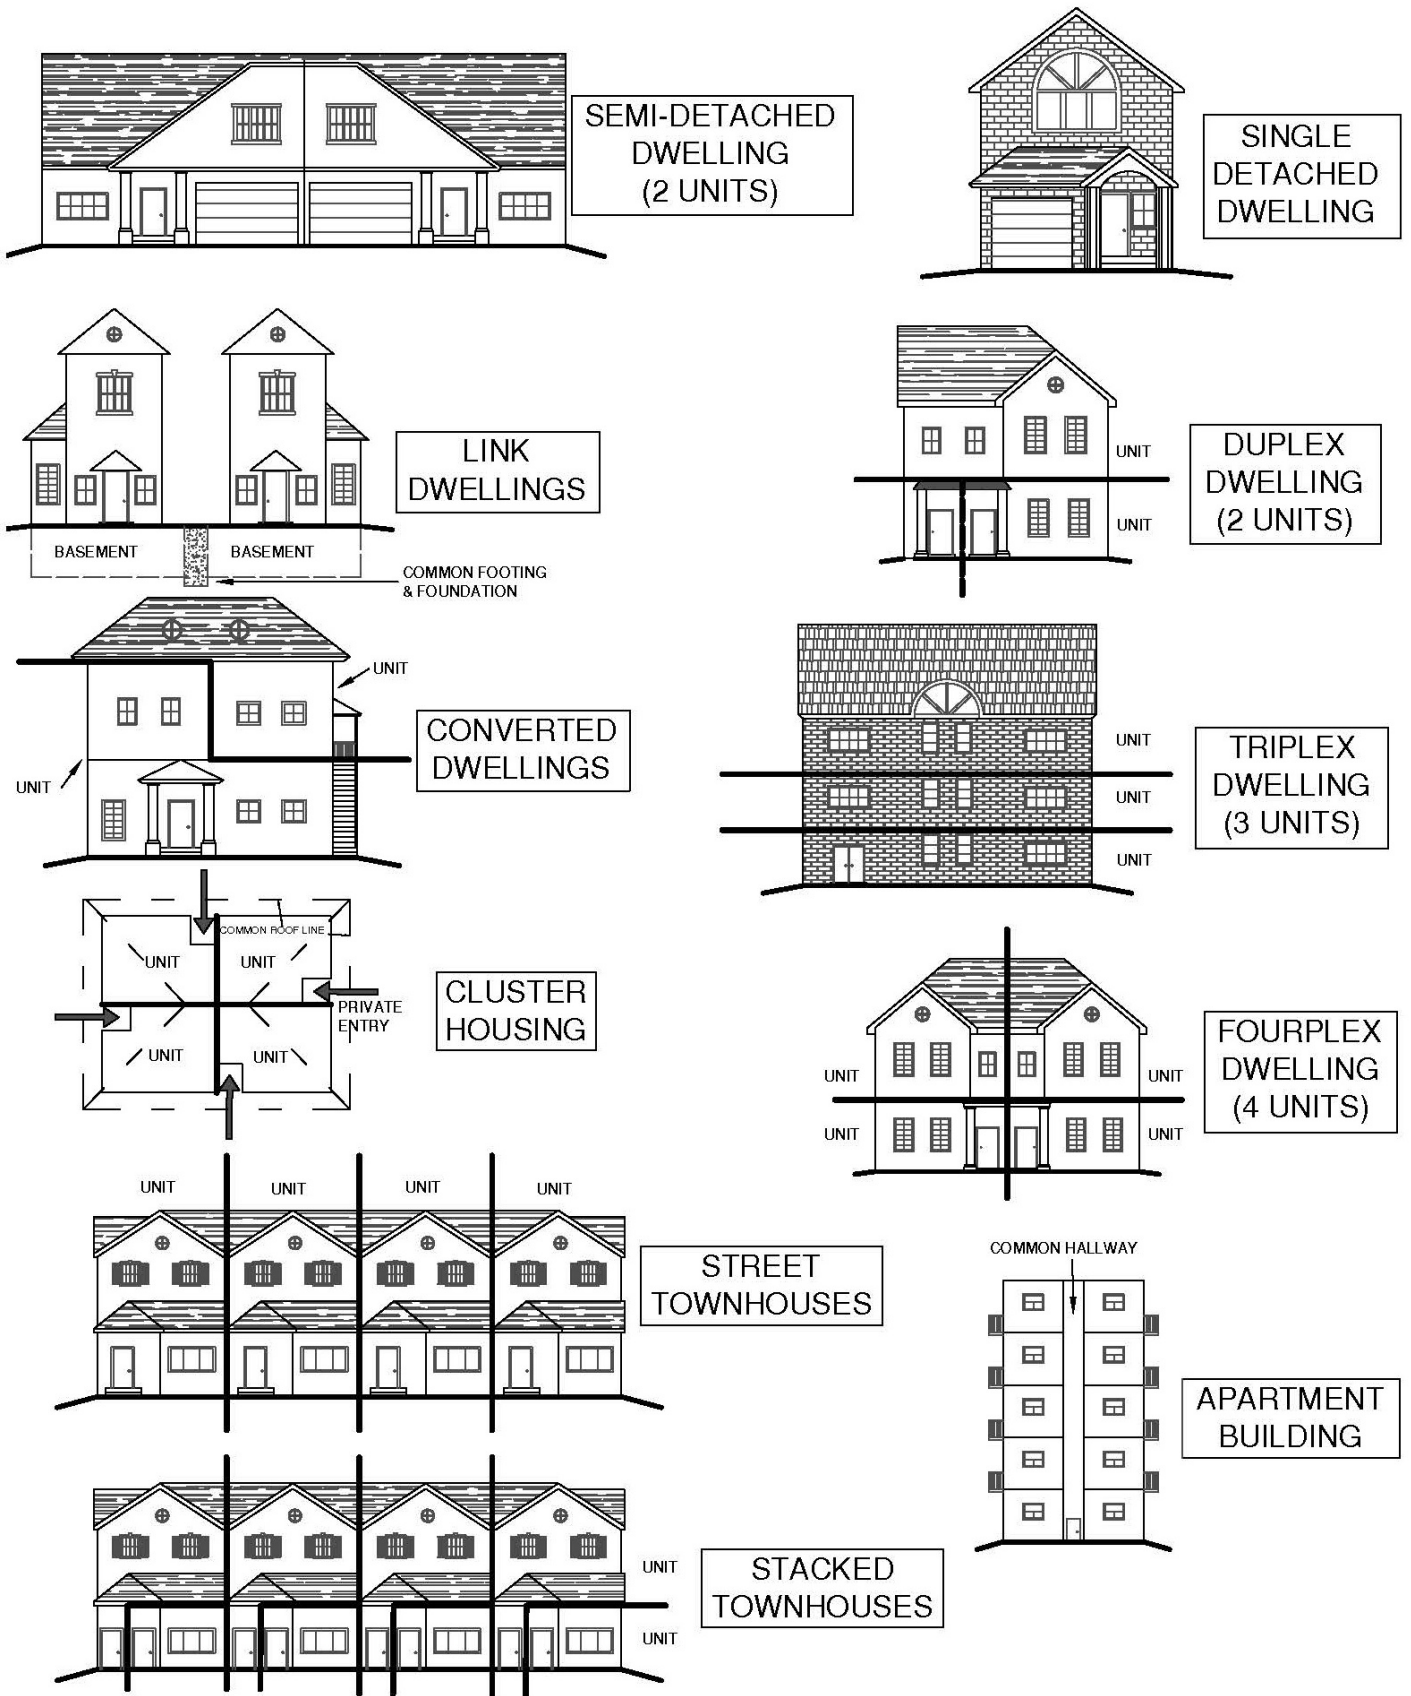 SEMI-DETACHED
DWELLING
(2 UNITS)
SINGLE
DETACHED
DWELLING
LINK
DWELLINGS
BASEMENT
BASEMENT
COMMON FOOTING
& FOUNDATION
UNIT
UNIT
DUPLEX
DWELLING
(2 UNITS)
UNIT
UNIT
CONVERTED
DWELLINGS
UNIT
UNIT
UNIT
TRIPLEX
DWELLING
(3 UNITS)
COMMON ROOF LINE
UNIT
UNIT
PRIVATE
ENTRY
UNIT
UNIT
CLUSTER
HOUSING
UNIT
UNIT
UNIT
UNIT
FOURPLEX
DWELLING
(4 UNITS)
UNIT
UNIT
UNIT
UNIT
STREET
TOWNHOUSES
COMMON HALLWAY
APARTMENT
BUILDING
UNIT
UNIT
STACKED
TOWNHOUSES